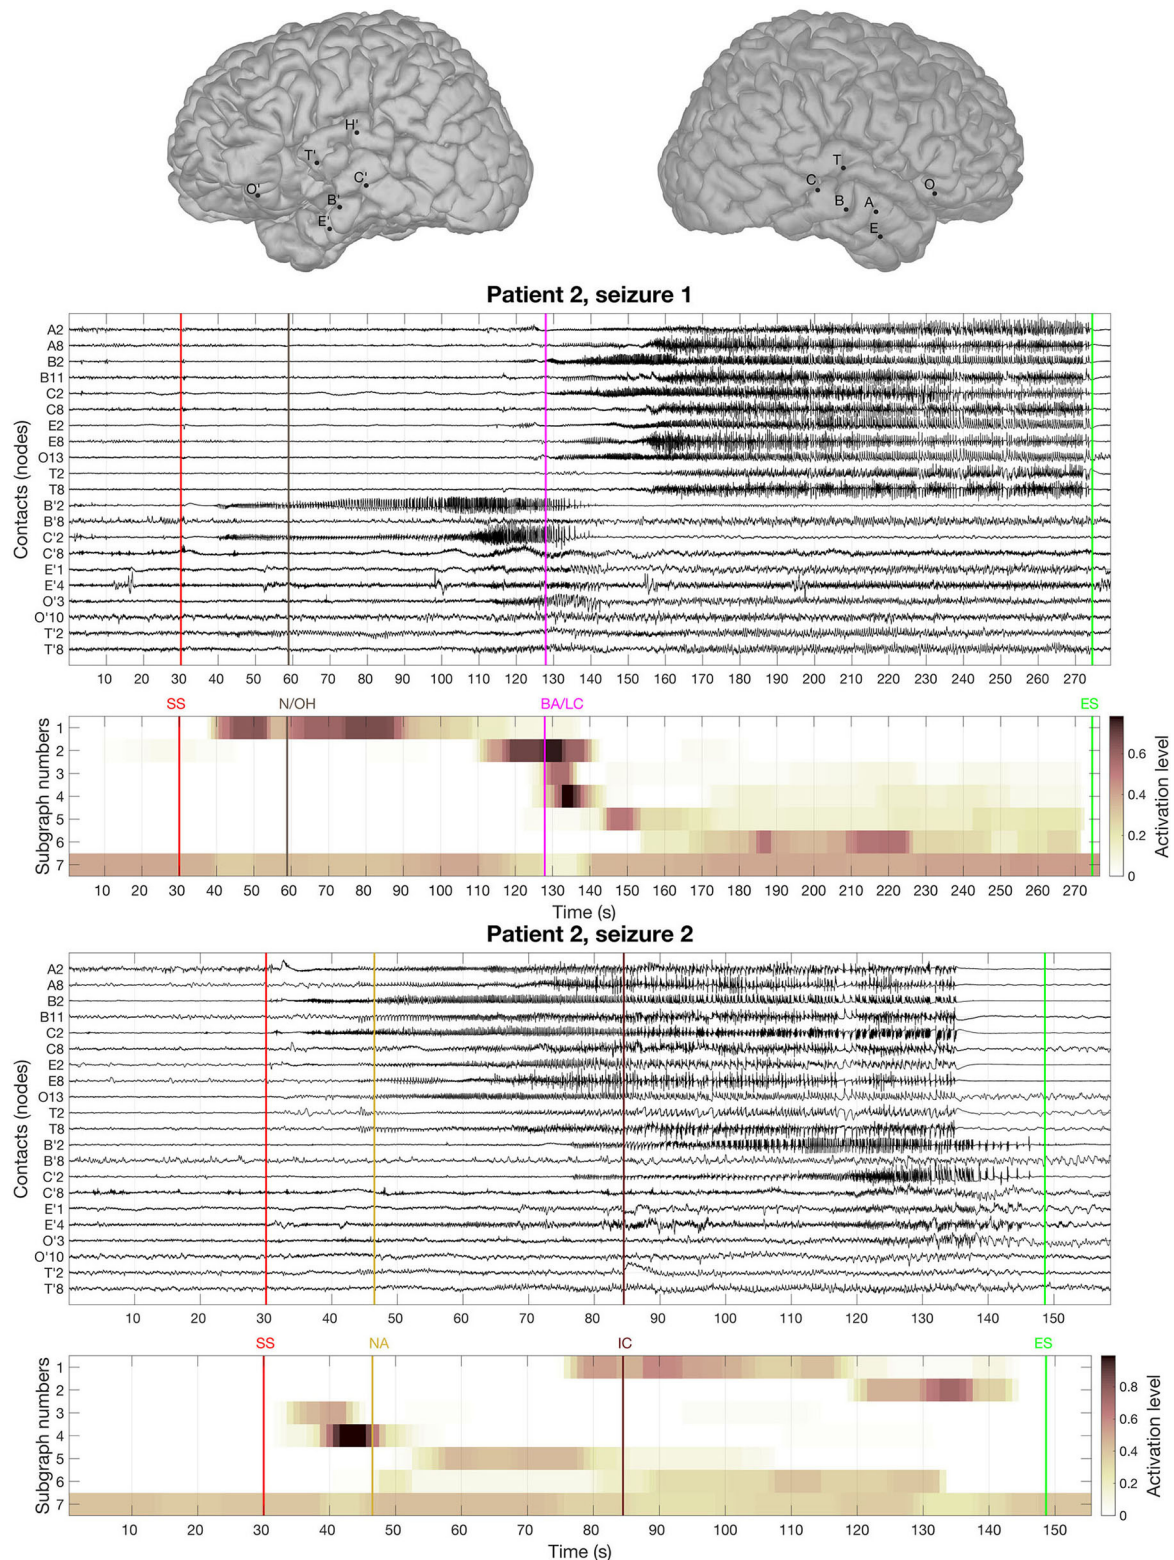 H'
T'
C'
O'
B'
E'
T
C
O
B
A
E
Patient 2, seizure 1
Contacts (nodes)
A2
A8
B2
B11
C2
C8
E2
E8
O13
T2
T8
B'2
B'8
C'2
C'8
E'1
E'4
O'3
O'10
T'2
T'8
10 20 30 40 50 60 70 80 90 100 110 120 130 140 150 160 170 180 190 200 210 220 230 240 250 260 270
SS N/OH BA/LC ES
Subgraph numbers
1
2
3
4
5
6
7
0.6
0.4
0.2
0
Activation level
10 20 30 40 50 60 70 80 90 100 110 120 130 140 150 160 170 180 190 200 210 220 230 240 250 260 270
Time (s)
Patient 2, seizure 2
Contacts (nodes)
A2
A8
B2
B11
C2
C8
E2
E8
O13
T2
T8
B'2
B'8
C'2
C'8
E'1
E'4
O'3
O'10
T'2
T'8
10 20 30 40 50 60 70 80 90 100 110 120 130 140 150
SS NA IC ES
Subgraph numbers
1
2
3
4
5
6
7
0.8
0.6
0.4
0.2
0
Activation level
10 20 30 40 50 60 70 80 90 100 110 120 130 140 150
Time (s)